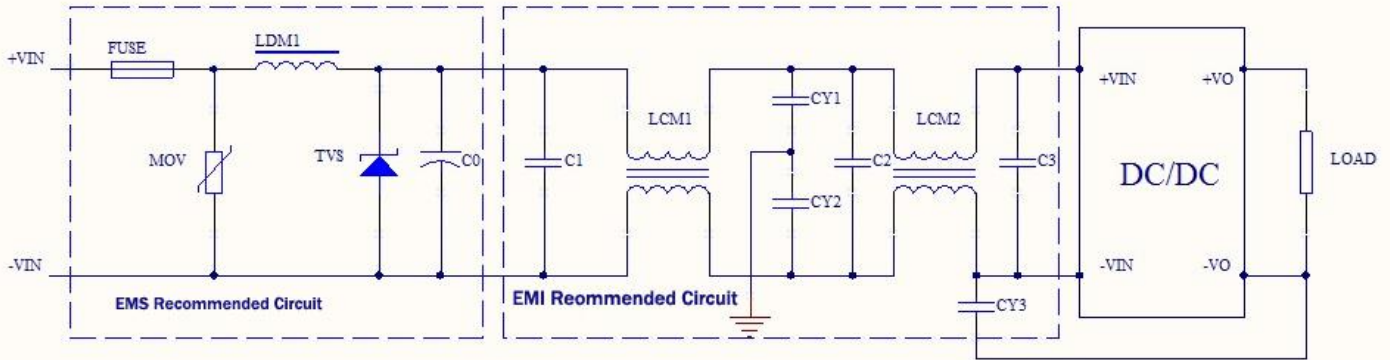 FUSE
LDM1
+VIN
MOV
TVS
C0
-VIN
EMS Recommended Circuit
C1
LCM1
CY1
CY2
C2
LCM2
C3
EMI Reommended Circuit
CY3
+VIN
+VO
DC/DC
-VIN
-VO
LOAD